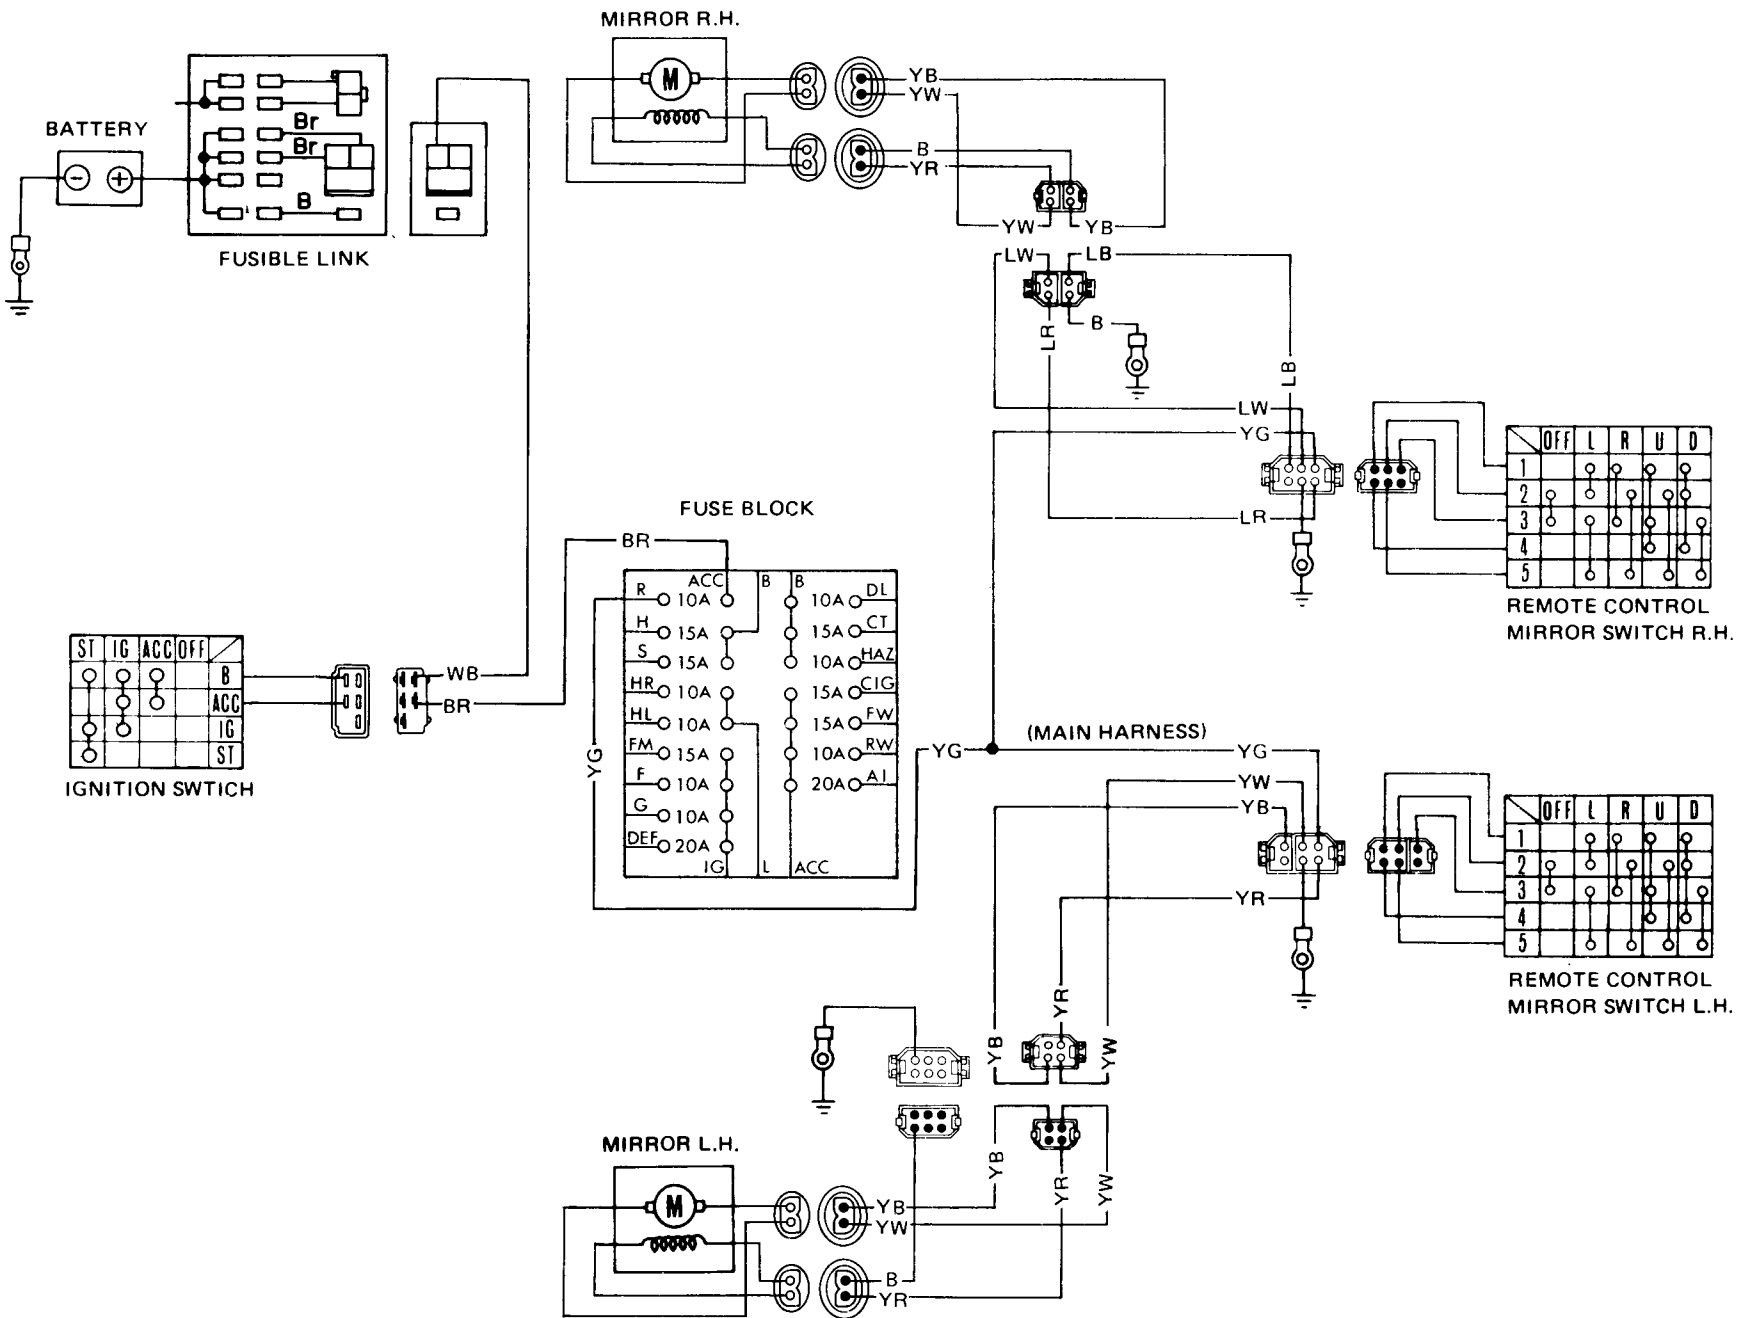 MIRROR R.H.
M
YB
YW
B
YR
YW
YB
BATTERY
Br
Br
B
FUSIBLE LINK
LW
LB
LR
B
LB
LW
YG
LR
OFF L R U D
1
2
3
4
5
REMOTE CONTROL
MIRROR SWITCH R.H.
FUSE BLOCK
BR
ACC B B
R 10A 10A DL
H 15A 15A CT
S 15A 10A HAZ
HR 10A 15A CIG
HL 10A 15A FW
FM 15A 10A RW
F 10A 20A AI
G 10A
DEF 20A
IG L ACC
YG
ST IG ACC OFF
B
ACC
IG
ST
IGNITION SWTICH
WB
BR
YG
(MAIN HARNESS)
YG
YW
YB
YR
OFF L R U D
1
2
3
4
5
REMOTE CONTROL
MIRROR SWITCH L.H.
YR
YB
YW
YB
YR
YW
MIRROR L.H.
M
YB
YW
B
YR